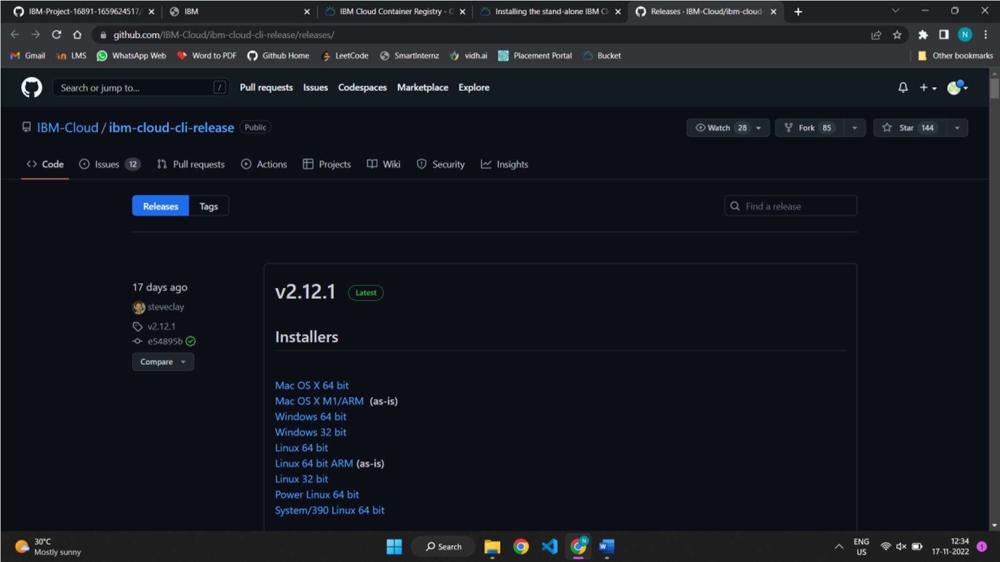 IBM-Project-16891-1659624517/
IBM
IBM Cloud Container Registry - C
Installing the stand-alone IBM Cl
Releases · IBM-Cloud/ibm-cloud-
github.com/IBM-Cloud/ibm-cloud-cli-release/releases/
N
Gmail
LMS
WhatsApp Web
Word to PDF
Github Home
LeetCode
SmartInternz
vidh.ai
Placement Portal
Bucket
Other bookmarks
Search or jump to...
/
Pull requests
Issues
Codespaces
Marketplace
Explore
IBM-Cloud / ibm-cloud-cli-release
Public
Watch 28
Fork 85
Star 144
Code
Issues 12
Pull requests
Actions
Projects
Wiki
Security
Insights
Releases
Tags
Find a release
17 days ago
steveclay
v2.12.1
e54895b
Compare
v2.12.1
Latest
Installers
Mac OS X 64 bit
Mac OS X M1/ARM (as-is)
Windows 64 bit
Windows 32 bit
Linux 64 bit
Linux 64 bit ARM (as-is)
Linux 32 bit
Power Linux 64 bit
System/390 Linux 64 bit
30°C
Mostly sunny
Search
N
W
ENG
US
12:34
17-11-2022
1